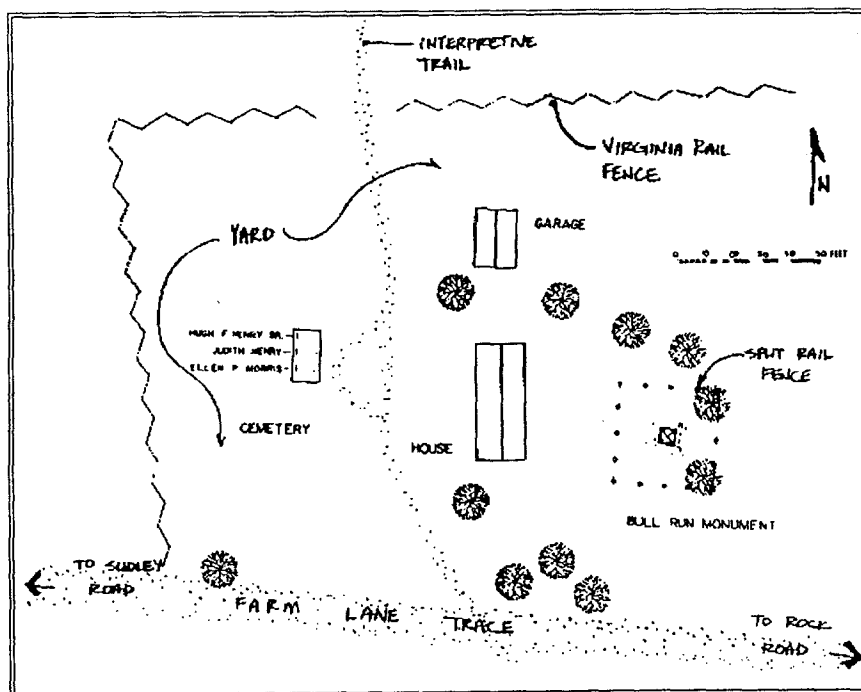 INTERPRETIVE
TRAIL
VIRGINIA RAIL
FENCE
N
YARD
GARAGE
FEET
HUGH F HENRY SR.
JUDITH HENRY
ELLEN P MORRIS
SPLIT RAIL
FENCE
CEMETERY
HOUSE
BULL RUN MONUMENT
TO SUDLEY
ROAD
FARM LANE TRACE
TO ROCK
ROAD